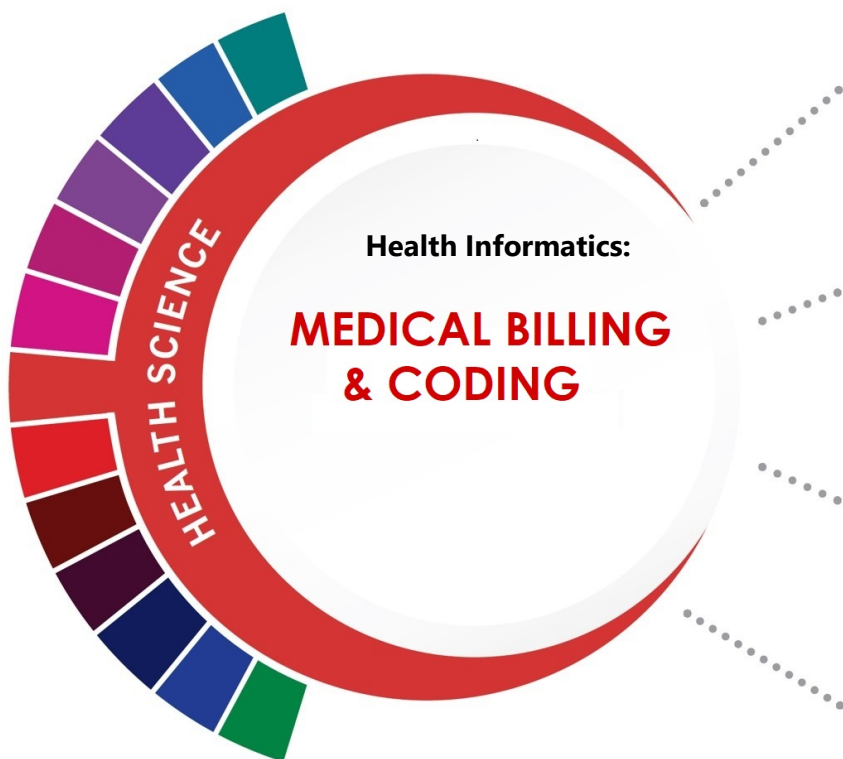 HEALTH SCIENCE
Health Informatics:
MEDICAL BILLING
& CODING